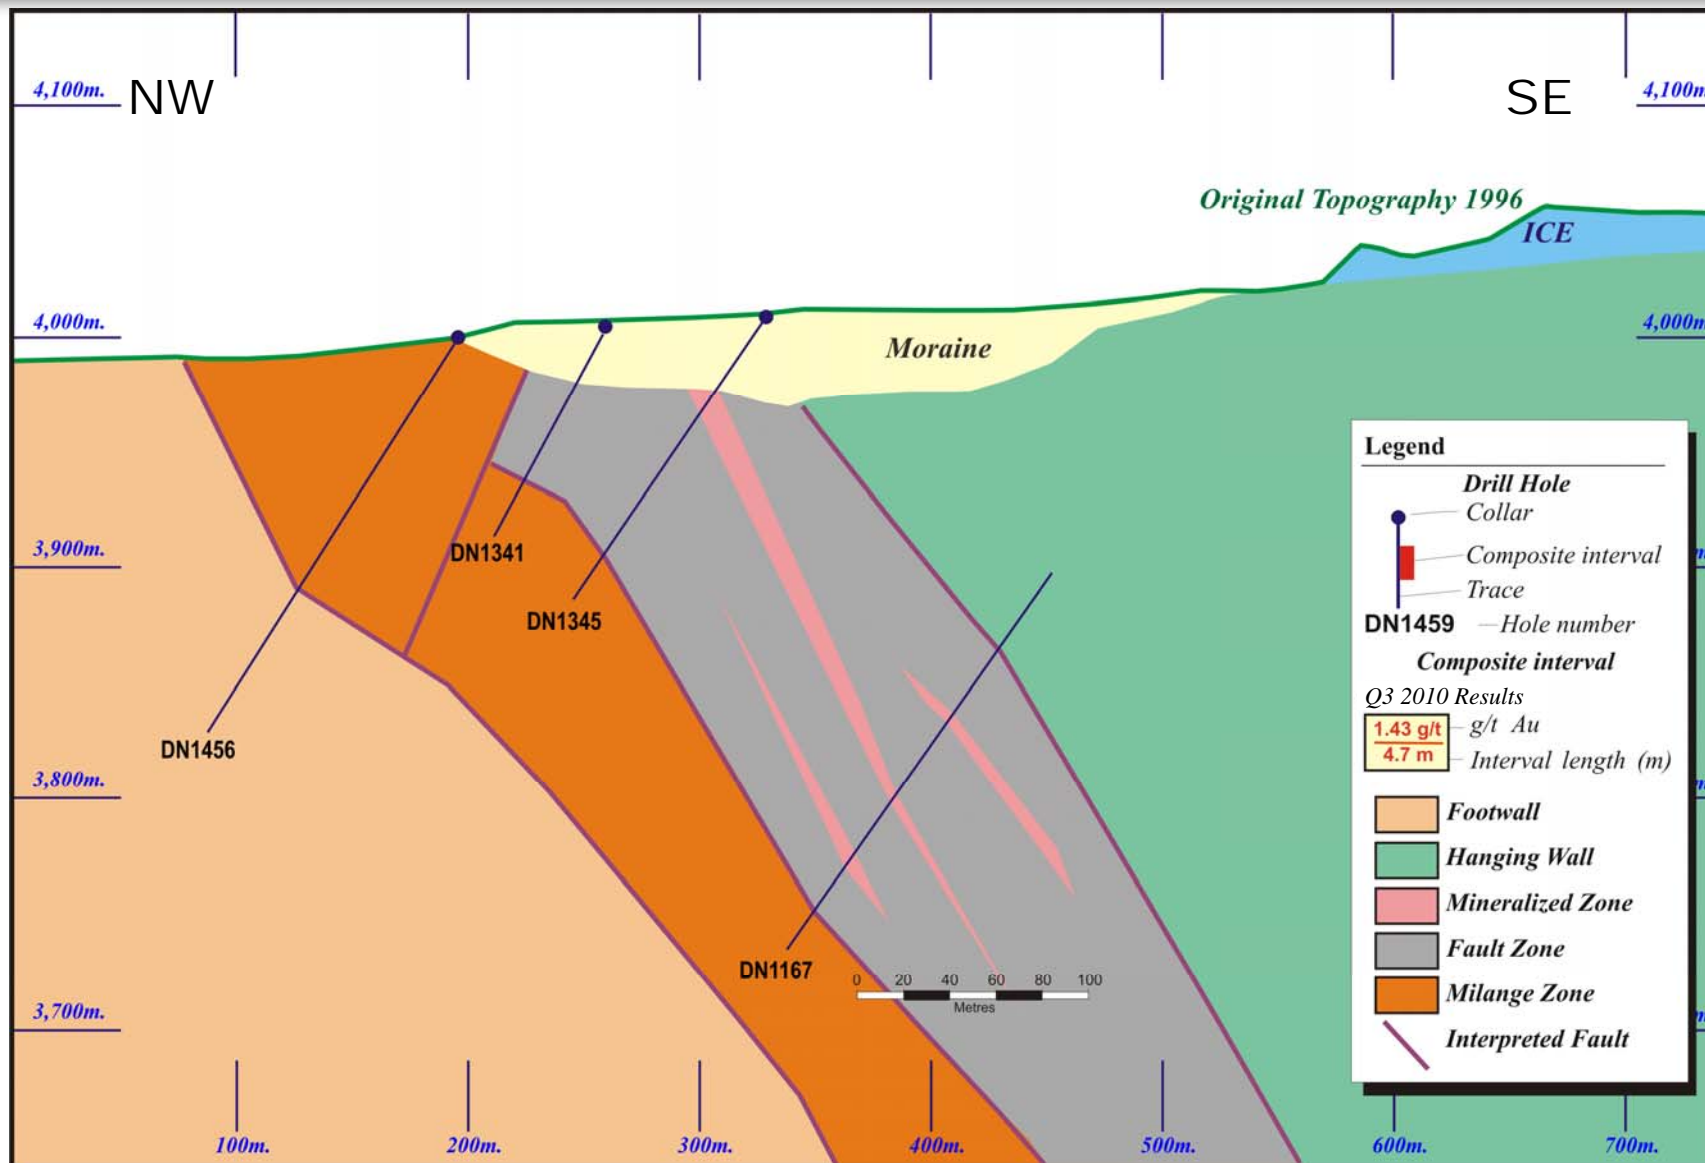 4,100m.
NW
SE
4,100m
Original Topography 1996
ICE
4,000m.
4,000m.
Moraine
Legend
Drill Hole
Collar
Composite interval
Trace
DN1459
Hole number
Composite interval
Q3 2010 Results
1.43 g/t
g/t Au
4.7 m
Interval length (m)
Footwall
Hanging Wall
Mineralized Zone
Fault Zone
Milange Zone
Interpreted Fault
3,900m.
DN1341
DN1345
DN1456
3,800m.
DN1167
0 20 40 60 80 100
Metres
3,700m.
100m.
200m.
300m.
400m.
500m.
600m.
700m.